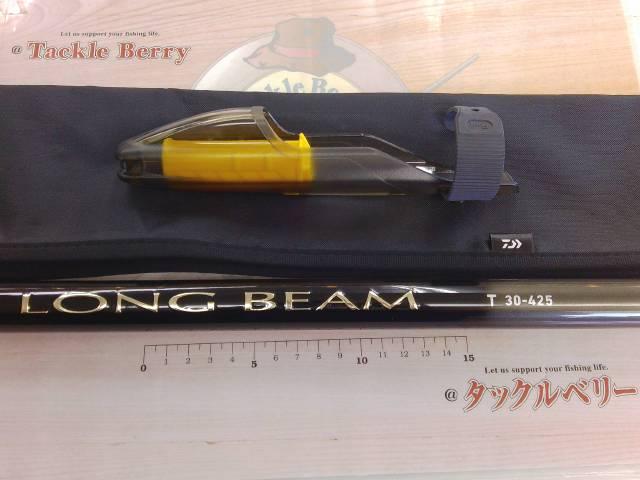 Let us support your fishing life.
@ Tackle Berry
LONG BEAM T 30-425
0 1 2 3 4 5 6 7 8 9 10 11 12 13 14 15
Let us support your fishing life.
@ タックルベリー